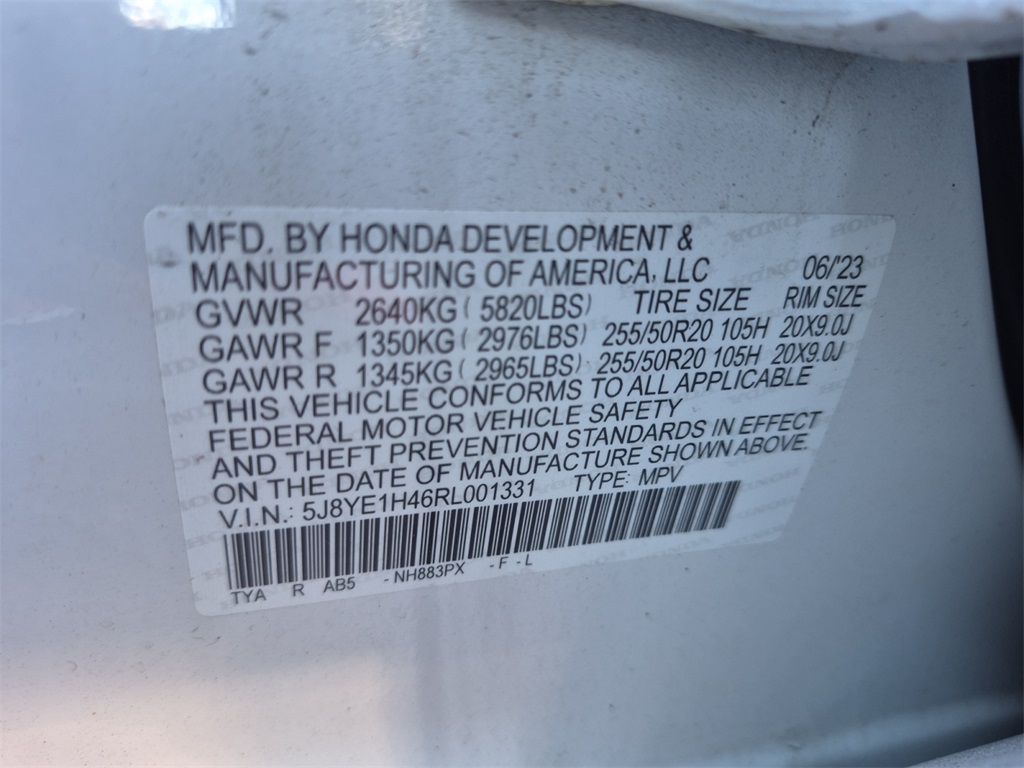 MFD. BY HONDA DEVELOPMENT &
MANUFACTURING OF AMERICA, LLC 06/'23
GVWR 2640KG ( 5820LBS) TIRE SIZE RIM SIZE
GAWR F 1350KG ( 2976LBS) 255/50R20 105H 20X9.0J
GAWR R 1345KG ( 2965LBS) 255/50R20 105H 20X9.0J
THIS VEHICLE CONFORMS TO ALL APPLICABLE
FEDERAL MOTOR VEHICLE SAFETY
AND THEFT PREVENTION STANDARDS IN EFFECT
ON THE DATE OF MANUFACTURE SHOWN ABOVE.
V.I.N.: 5J8YE1H46RL001331 TYPE: MPV
TYA R AB5 -NH883PX -F -L